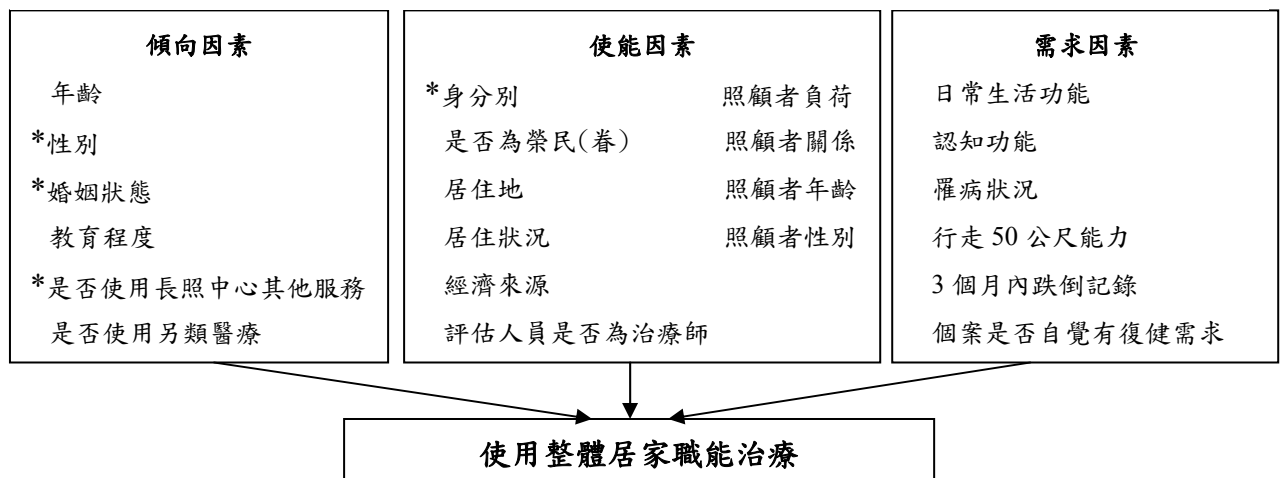 傾向因素
年齡
*性別
*婚姻狀態
教育程度
*是否使用長照中心其他服務
是否使用另類醫療
使能因素
*身分別 照顧者負荷
是否為榮民(眷) 照顧者關係
居住地 照顧者年齡
居住狀況 照顧者性別
經濟來源
評估人員是否為治療師
需求因素
日常生活功能
認知功能
罹病狀況
行走 50 公尺能力
3 個月內跌倒記錄
個案是否自覺有復健需求
使用整體居家職能治療